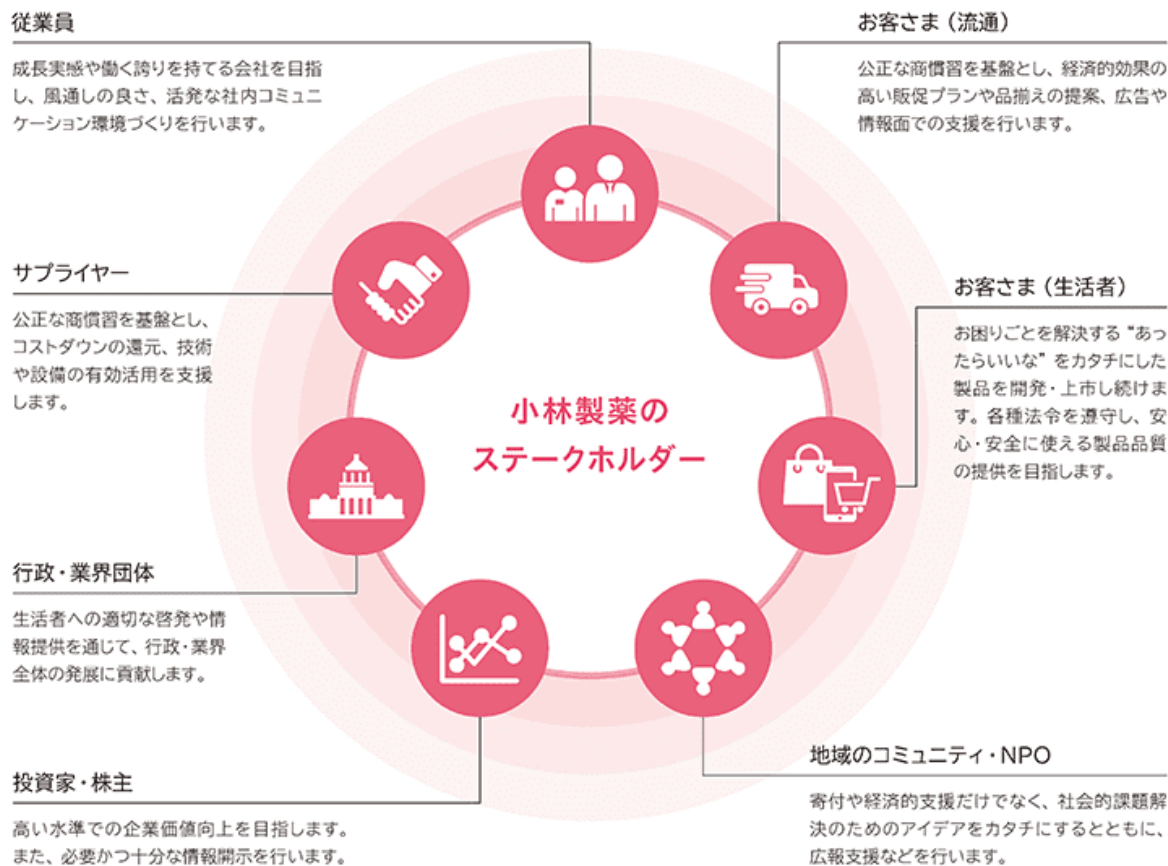 従業員
成長実感や働く誇りを持てる会社を目指
し、風通しの良さ、活発な社内コミュニ
ケーション環境づくりを行います。
お客さま（流通）
公正な商慣習を基盤とし、経済的効果の
高い販促プランや品揃えの提案、広告や
情報面での支援を行います。
サプライヤー
公正な商慣習を基盤とし、
コストダウンの還元、技術
や設備の有効活用を支援
します。
お客さま（生活者）
お困りごとを解決する“あっ
たらいいな”をカタチにした
製品を開発・上市し続けま
す。各種法令を遵守し、安
心・安全に使える製品品質
の提供を目指します。
小林製薬の
ステークホルダー
行政・業界団体
生活者への適切な啓発や情
報提供を通じて、行政・業界
全体の発展に貢献します。
投資家・株主
高い水準での企業価値向上を目指します。
また、必要かつ十分な情報開示を行います。
地域のコミュニティ・NPO
寄付や経済的支援だけでなく、社会的課題解
決のためのアイデアをカタチにするとともに、
広報支援などを行います。